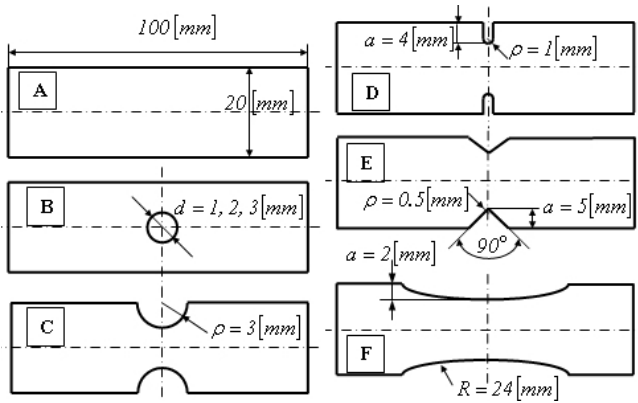 100[mm]
A
20[mm]
B
d = 1, 2, 3[mm]
C
ρ = 3[mm]
a = 4[mm]
ρ = 1[mm]
D
E
ρ = 0.5[mm]
a = 5[mm]
90°
a = 2[mm]
F
R = 24[mm]